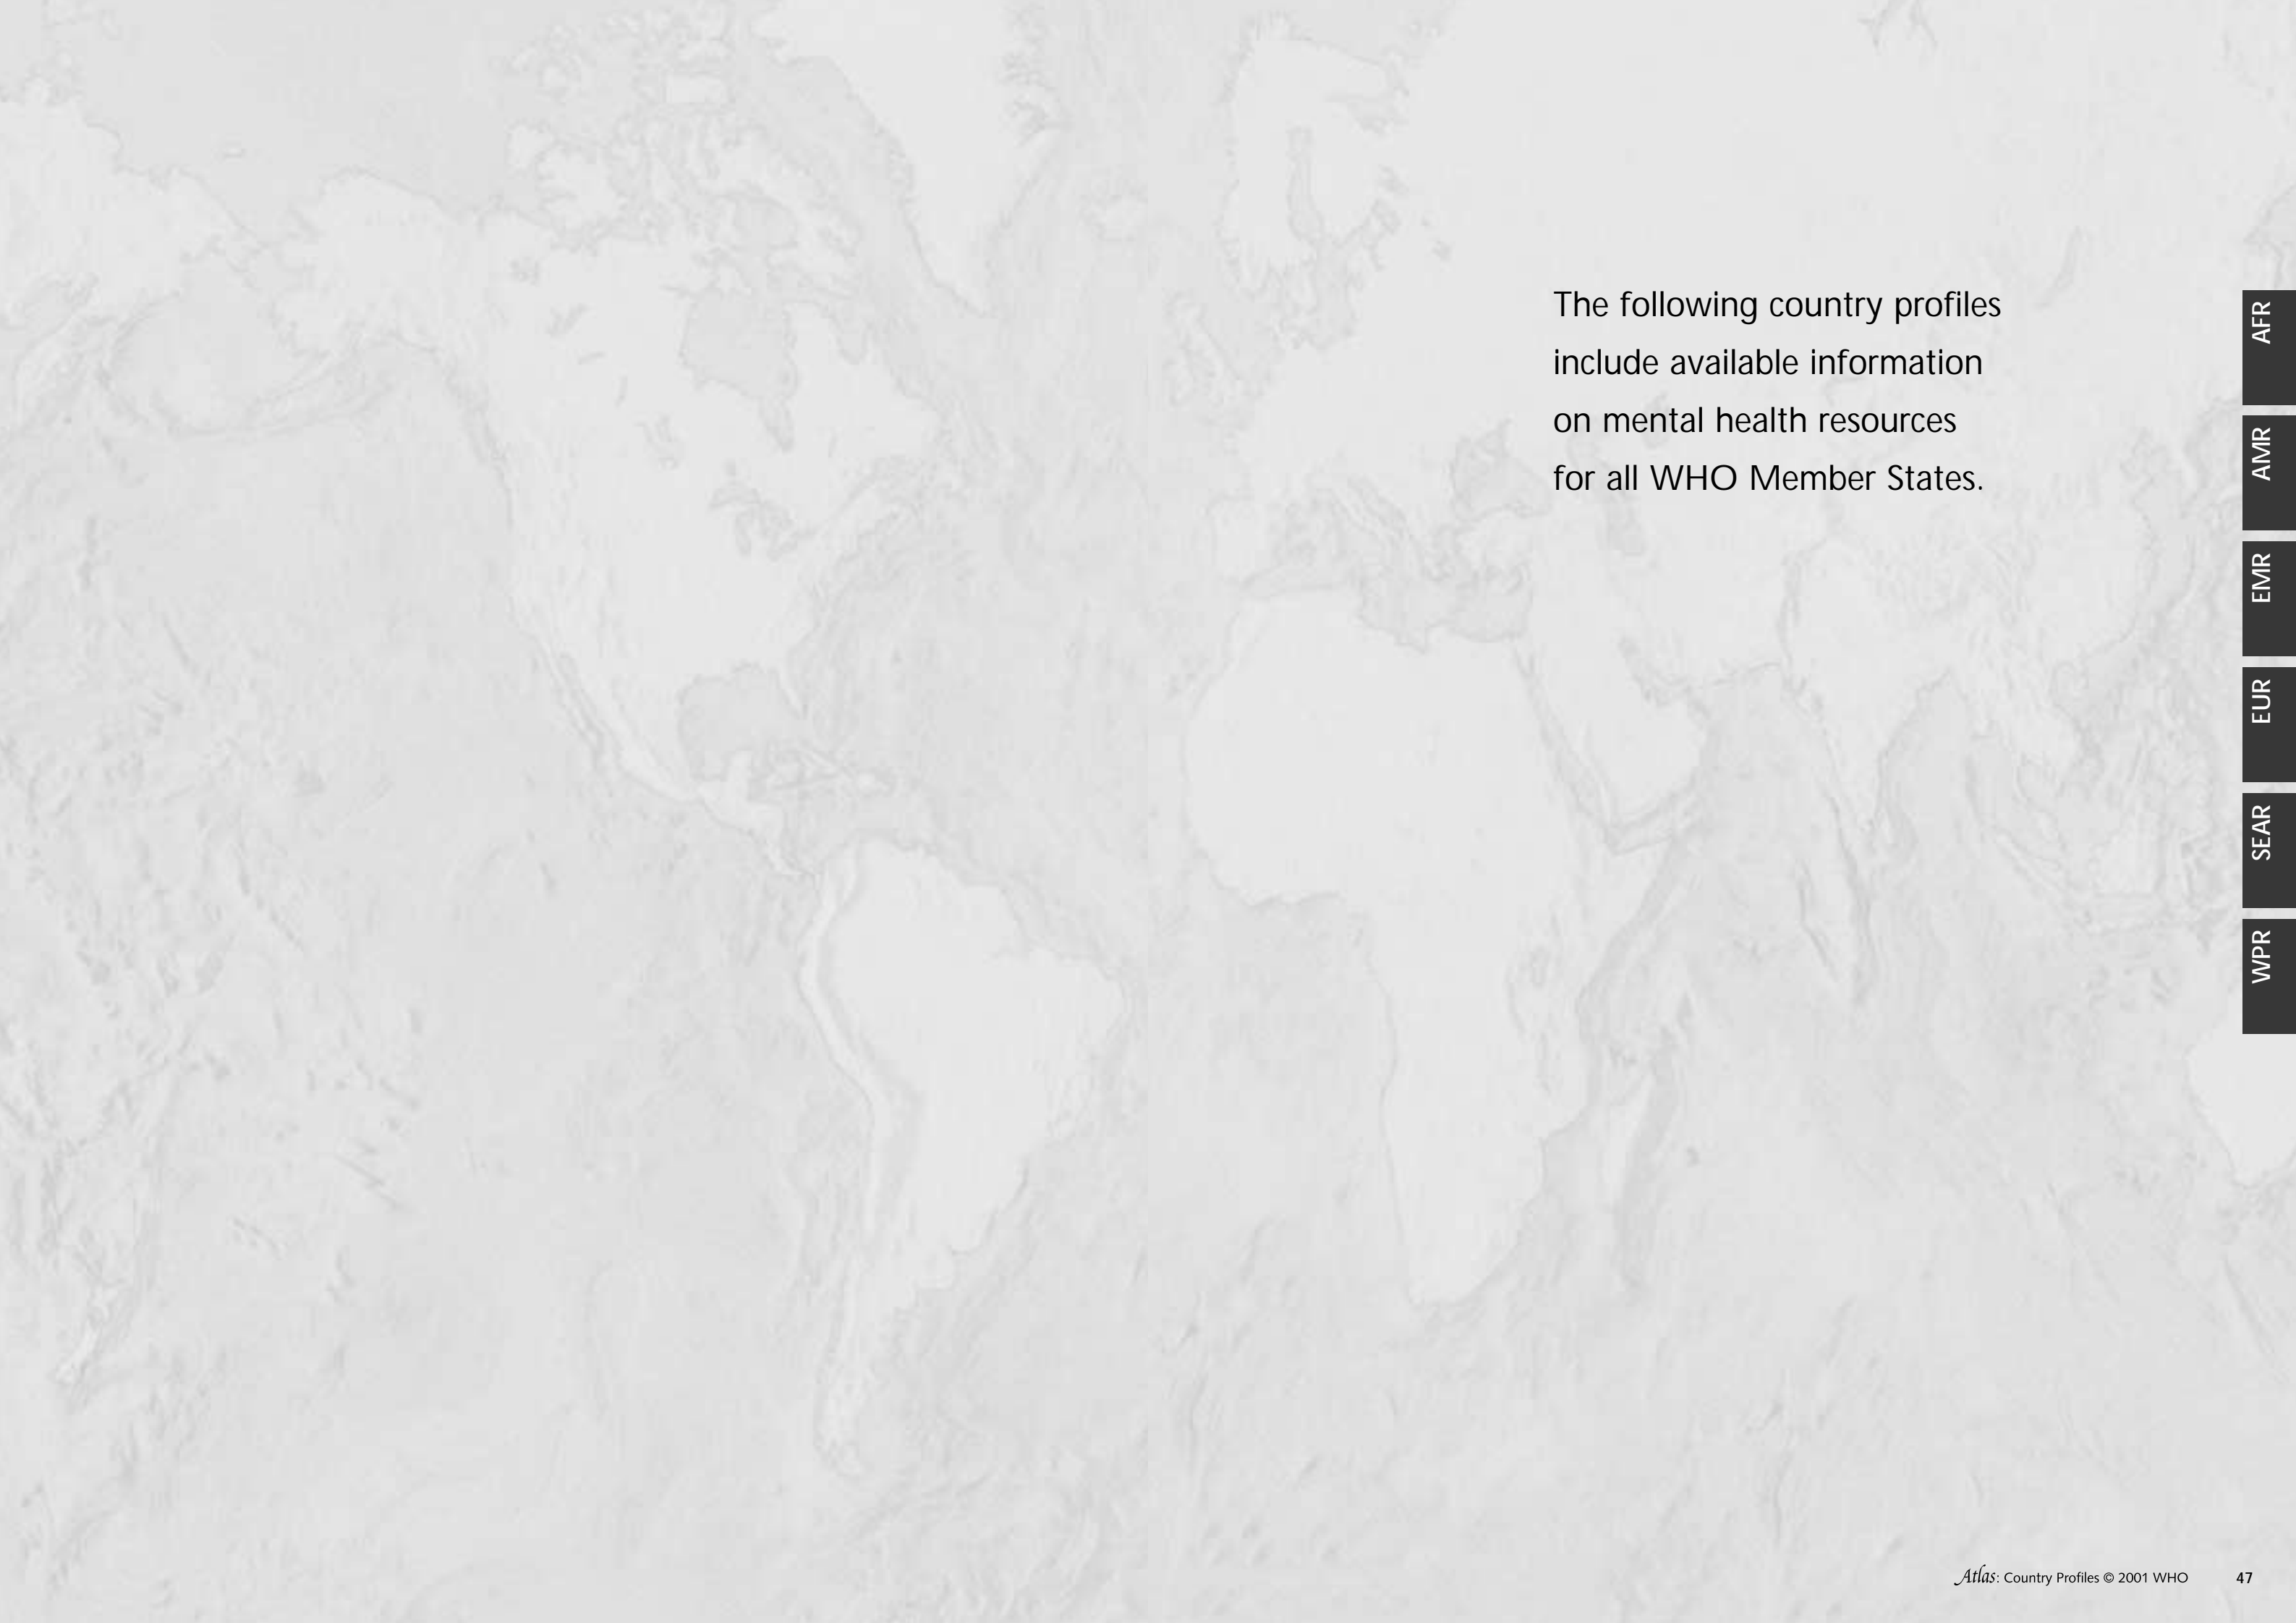 The following country profiles
include available information
on mental health resources
for all WHO Member States.
AFR
AMR
EMR
EUR
SEAR
WPR
Atlas: Country Profiles © 2001 WHO 47